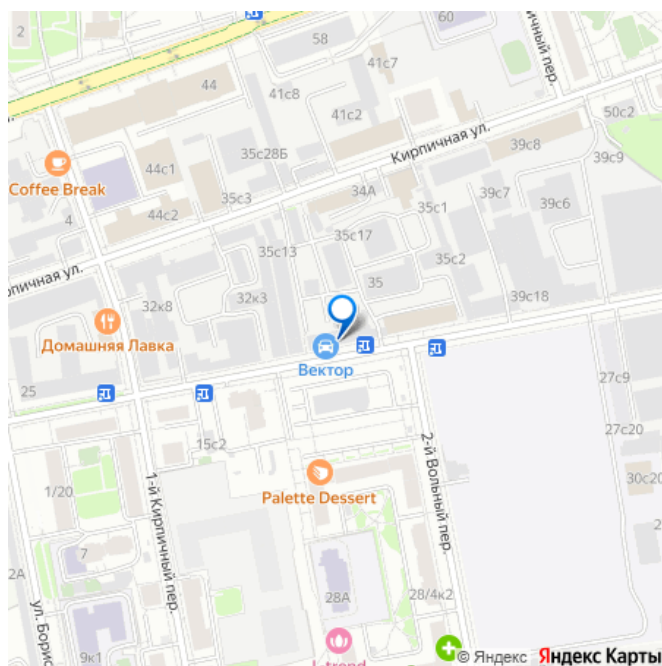 2
60
58
41с7
44
41с8
41с2
50с2
Кирпичный пер.
Кирпичная ул.
35с28Б
39с8
39с9
Coffee Break
44с1
34А
39с7
35с3
35с1
39с6
4
44с2
35с17
35с13
35с2
рпичная ул.
35
32к8
32к3
39с18
Домашняя Лавка
Вектор
25
27с9
15с2
27с20
1/20
Palette Dessert
1-й Кирпичный пер.
2-й Вольный пер.
30с20
7
2А
28А
28/4к2
ул. Борис
9к1
© Яндекс Яндекс Карты